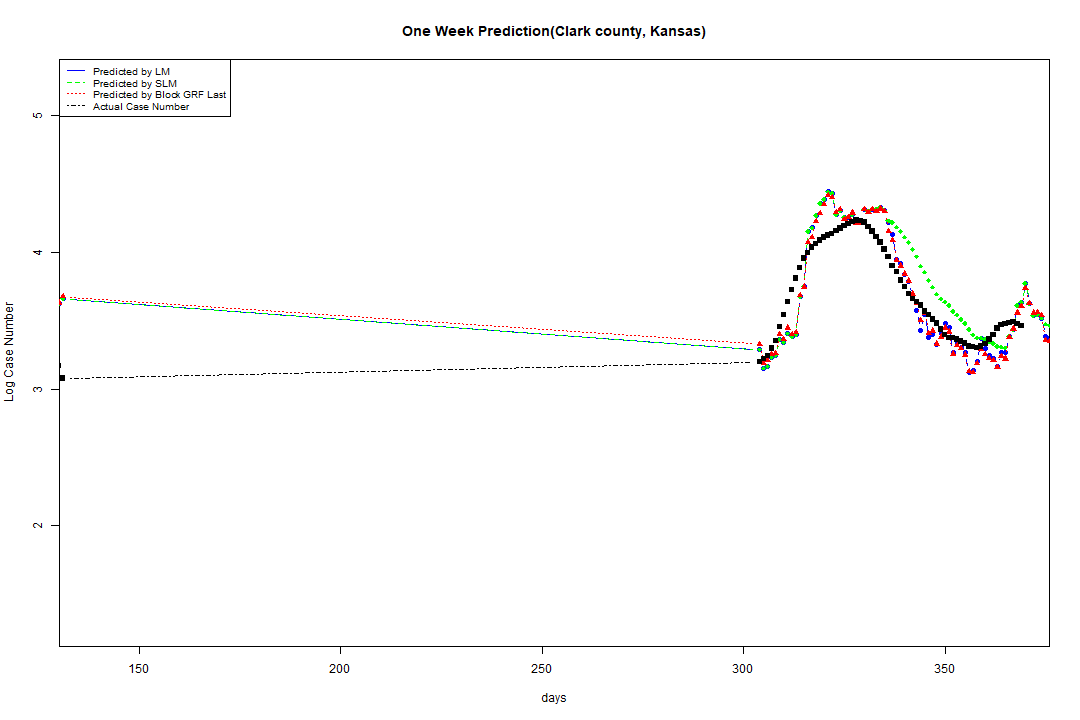 One Week Prediction(Clark county, Kansas)
Predicted by LM
Predicted by SLM
Predicted by Block GRF Last
Actual Case Number
5
4
3
2
Log Case Number
150 200 250 300 350
days